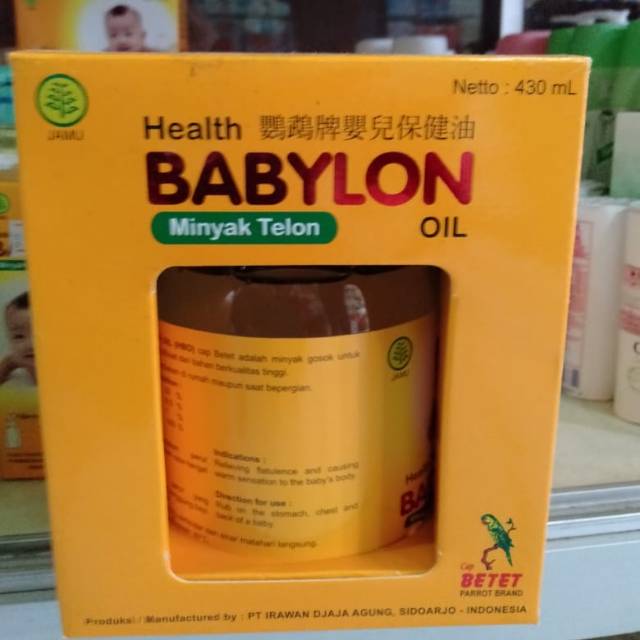 Netto : 430 mL
JAMU
Health 鸚鵡牌嬰兒保健油
BABYLON
Minyak Telon
OIL
(HBO) cap Betet adalah minyak gosok untuk
dari bahan berkualitas tinggi.
di rumah maupun saat bepergian.
JAMU
Indications :
Relieving flatulence and causing
warm sensation to the baby's body.
Direction for use :
Rub on the stomach, chest and
back of a baby.
sinar matahari langsung.
Cap
BETET
PARROT BRAND
Produksi / Manufactured by : PT IRAWAN DJAJA AGUNG, SIDOARJO - INDONESIA